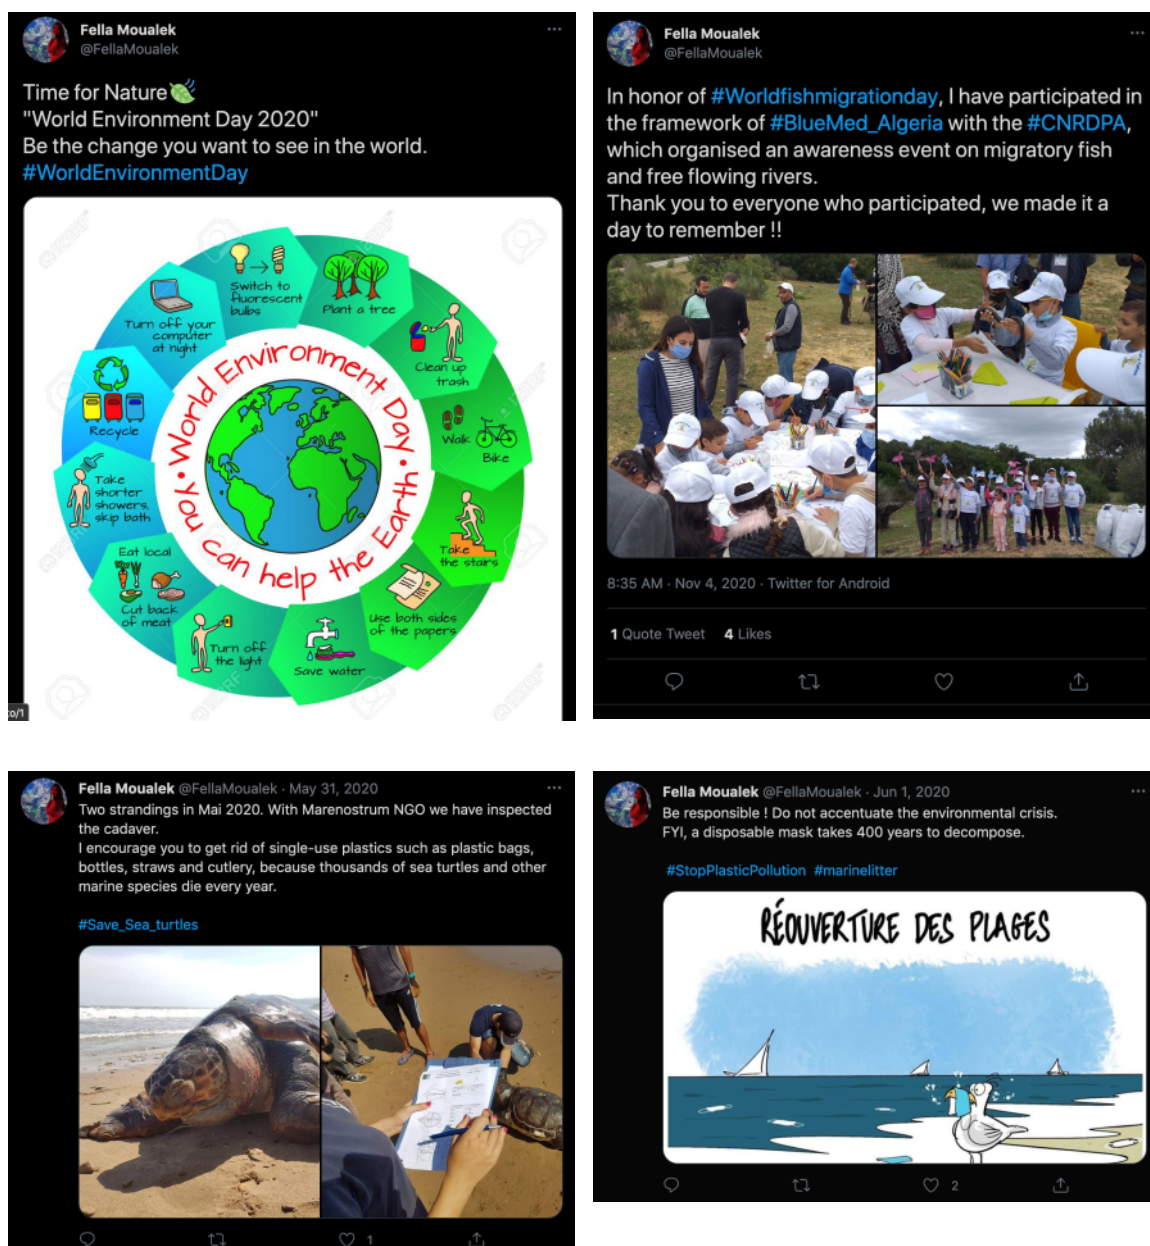 Fella Moualek
@FellaMoualek
Time for Nature
"World Environment Day 2020"
Be the change you want to see in the world.
#WorldEnvironmentDay
World Environment Day
you can help the Earth
Switch to
fluorescent
bulbs
Plant a tree
Clean up
trash
Walk
Bike
Take
the stairs
Use both sides
of the papers
Save water
Turn off
the light
Eat local
Cut back
of meat
Take
shorter
showers,
skip bath
Recycle
Turn off your
computer
at night
co/1
Fella Moualek
@FellaMoualek
In honor of #Worldfishmigrationday, I have participated in
the framework of #BlueMed_Algeria with the #CNRDPA,
which organised an awareness event on migratory fish
and free flowing rivers.
Thank you to everyone who participated, we made it a
day to remember !!
8:35 AM · Nov 4, 2020 · Twitter for Android
1 Quote Tweet 4 Likes
Fella Moualek @FellaMoualek · May 31, 2020
Two strandings in Mai 2020. With Marenostrum NGO we have inspected
the cadaver.
I encourage you to get rid of single-use plastics such as plastic bags,
bottles, straws and cutlery, because thousands of sea turtles and other
marine species die every year.
#Save_Sea_turtles
1
Fella Moualek @FellaMoualek · Jun 1, 2020
Be responsible ! Do not accentuate the environmental crisis.
FYI, a disposable mask takes 400 years to decompose.
#StopPlasticPollution #marinelitter
RÉOUVERTURE DES PLAGES
2